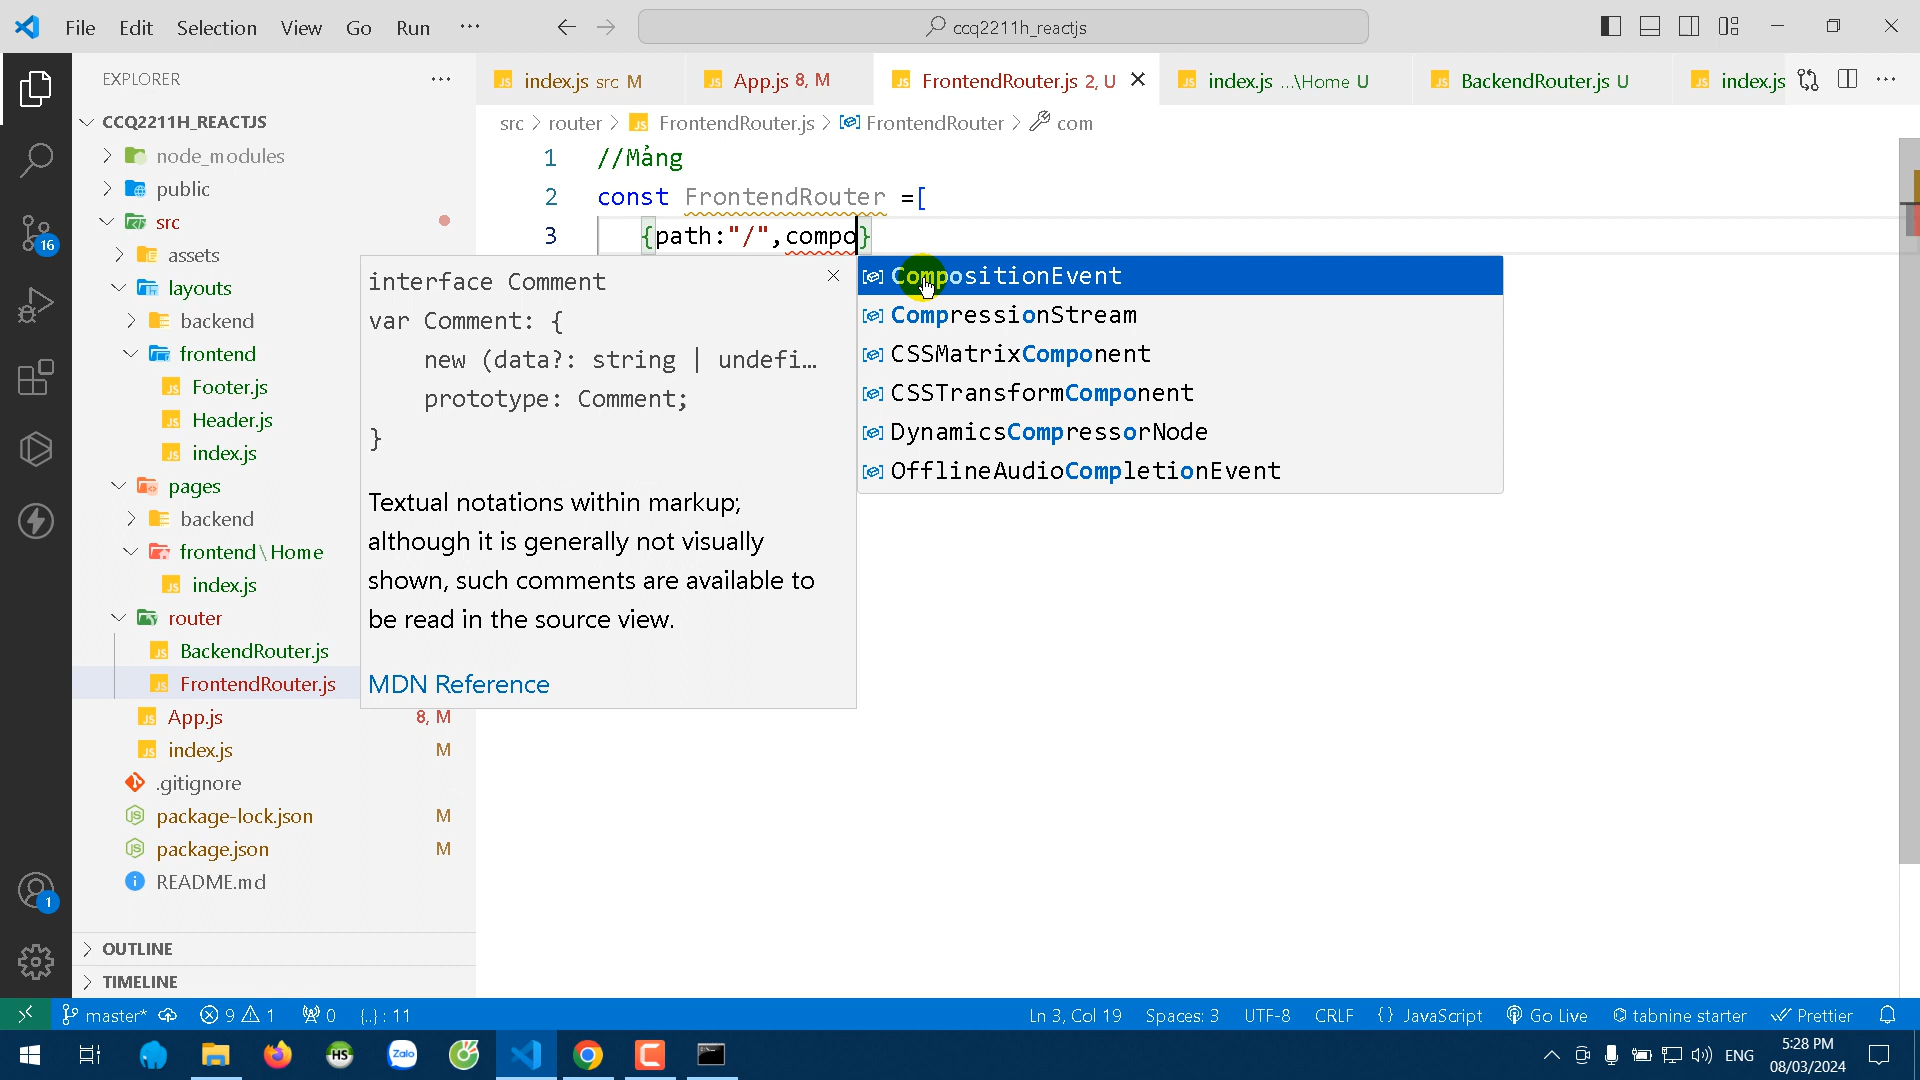 File Edit Selection View Go Run ···
ccq2211h_reactjs
EXPLORER
index.js src M
App.js 8, M
FrontendRouter.js 2, U
index.js ...\Home U
BackendRouter.js U
index.js
CCQ2211H_REACTJS
src > router > FrontendRouter.js > FrontendRouter > com
node_modules
public
src
assets
layouts
backend
frontend
Footer.js
Header.js
index.js
pages
backend
frontend\Home
index.js
router
BackendRouter.js
FrontendRouter.js
App.js 8, M
index.js M
.gitignore
package-lock.json M
package.json M
README.md
OUTLINE
TIMELINE
1 //Mảng
2 const FrontendRouter =[
3 {path:"/",compo}
interface Comment
var Comment: {
new (data?: string | undefi...
prototype: Comment;
}
Textual notations within markup;
although it is generally not visually
shown, such comments are available to
be read in the source view.
MDN Reference
CompositionEvent
CompressionStream
CSSMatrixComponent
CSSTransformComponent
DynamicsCompressorNode
OfflineAudioCompletionEvent
16
1
master* 9 1 0 {..} : 11
Ln 3, Col 19 Spaces: 3 UTF-8 CRLF {} JavaScript Go Live tabnine starter Prettier
HS
Zalo
ENG
5:28 PM
08/03/2024